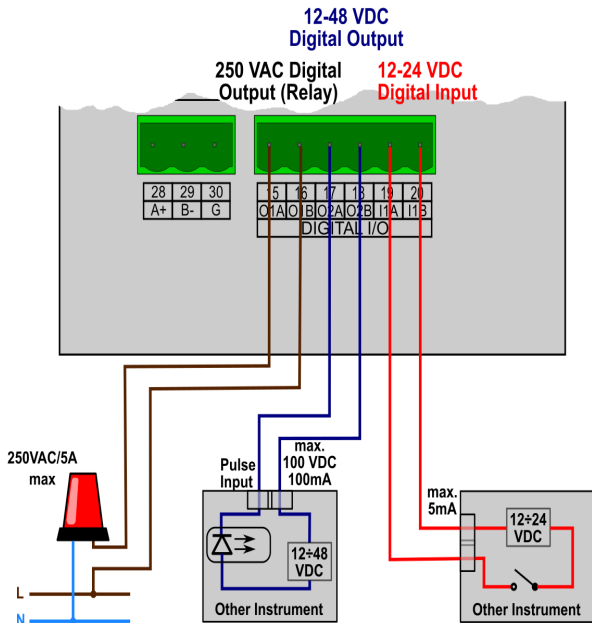 12-48 VDC
Digital Output
250 VAC Digital
Output (Relay)
12-24 VDC
Digital Input
28 29 30
A+ B- G
15 16 17 18 19 20
O1A O1B O2A O2B I1A I1B
DIGITAL I/O
250VAC/5A
max
Pulse
Input
max.
100 VDC
100mA
max.
5mA
12÷48
VDC
12÷24
VDC
Other Instrument
Other Instrument
L
N